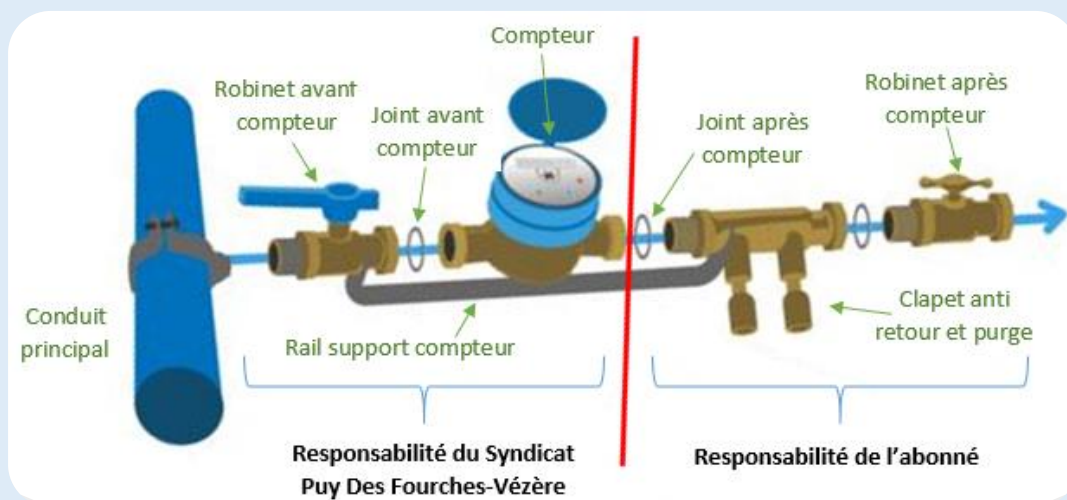 Compteur
Robinet avant
compteur
Joint avant
compteur
Joint après
compteur
Robinet après
compteur
Conduit
principal
Rail support compteur
Clapet anti
retour et purge
Responsabilité du Syndicat
Puy Des Fourches-Vézère
Responsabilité de l'abonné